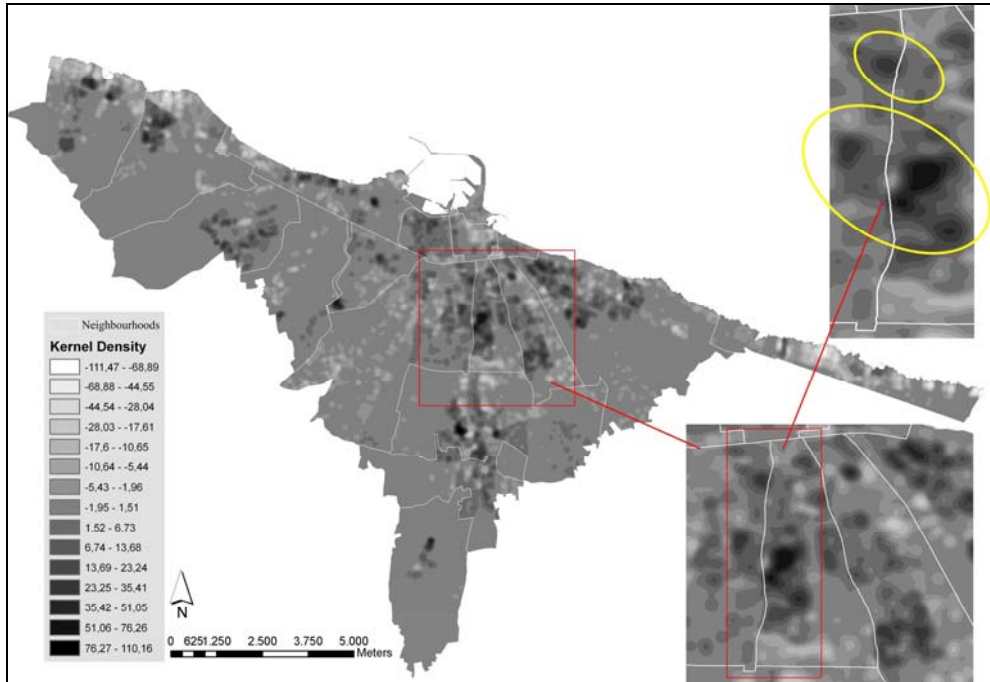 Neighbourhoods
Kernel Density
-111,47 - -68,89
-68,88 - -44,55
-44,54 - -28,04
-28,03 - -17,61
-17,6 - -10,65
-10,64 - -5,44
-5,43 - -1,96
-1,95 - 1,51
1.52 - 6.73
6,74 - 13,68
13,69 - 23,24
23,25 - 35,41
35,42 - 51,05
51,06 - 76,26
76,27 - 110,16
N
0 6251.250 2.500 3.750 5.000
Meters